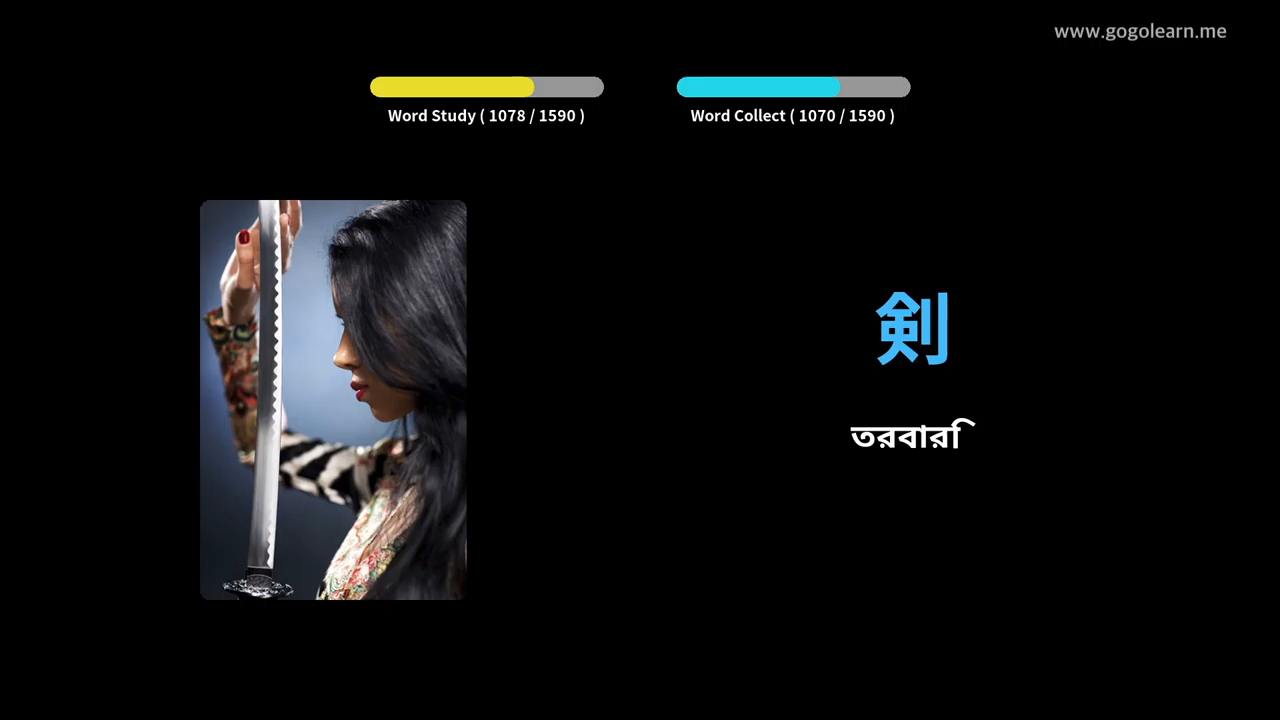 www.gogolearn.me
Word Study ( 1078 / 1590 )
Word Collect ( 1070 / 1590 )
剣
তরবারি